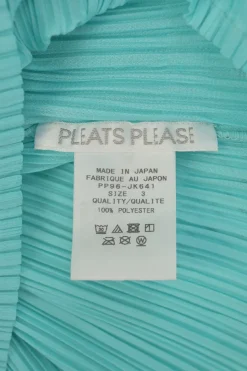 PLEATS PLEASE
MADE IN JAPAN
FABRIQUE AU JAPON
PP96-JK641
SIZE 3
QUALITY/QUALITE
100% POLYESTER